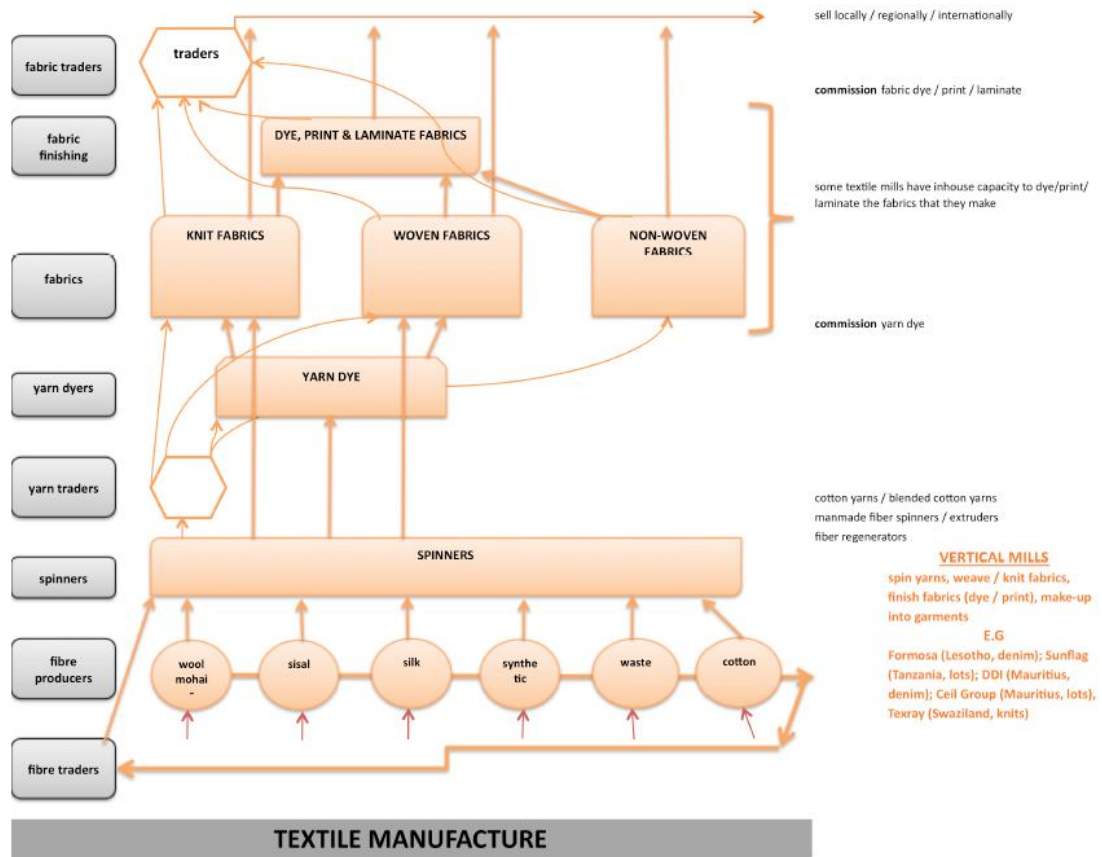 sell locally / regionally / internationally
fabric traders
traders
commission fabric dye / print / laminate
fabric
finishing
DYE, PRINT & LAMINATE FABRICS
some textile mills have inhouse capacity to dye/print/
laminate the fabrics that they make
KNIT FABRICS
WOVEN FABRICS
NON-WOVEN
FABRICS
fabrics
commission yarn dye
yarn dyers
YARN DYE
yarn traders
cotton yarns / blended cotton yarns
manmade fiber spinners / extruders
fiber regenerators
spinners
SPINNERS
VERTICAL MILLS
spin yarns, weave / knit fabrics,
finish fabrics (dye / print), make-up
into garments
E.G
Formosa (Lesotho, denim); Sunflag
(Tanzania, lots); DDI (Mauritius,
denim); Ceil Group (Mauritius, lots),
Texray (Swaziland, knits)
fibre
producers
wool
mohai
-
sisal
silk
synthe
tic
waste
cotton
fibre traders
TEXTILE MANUFACTURE